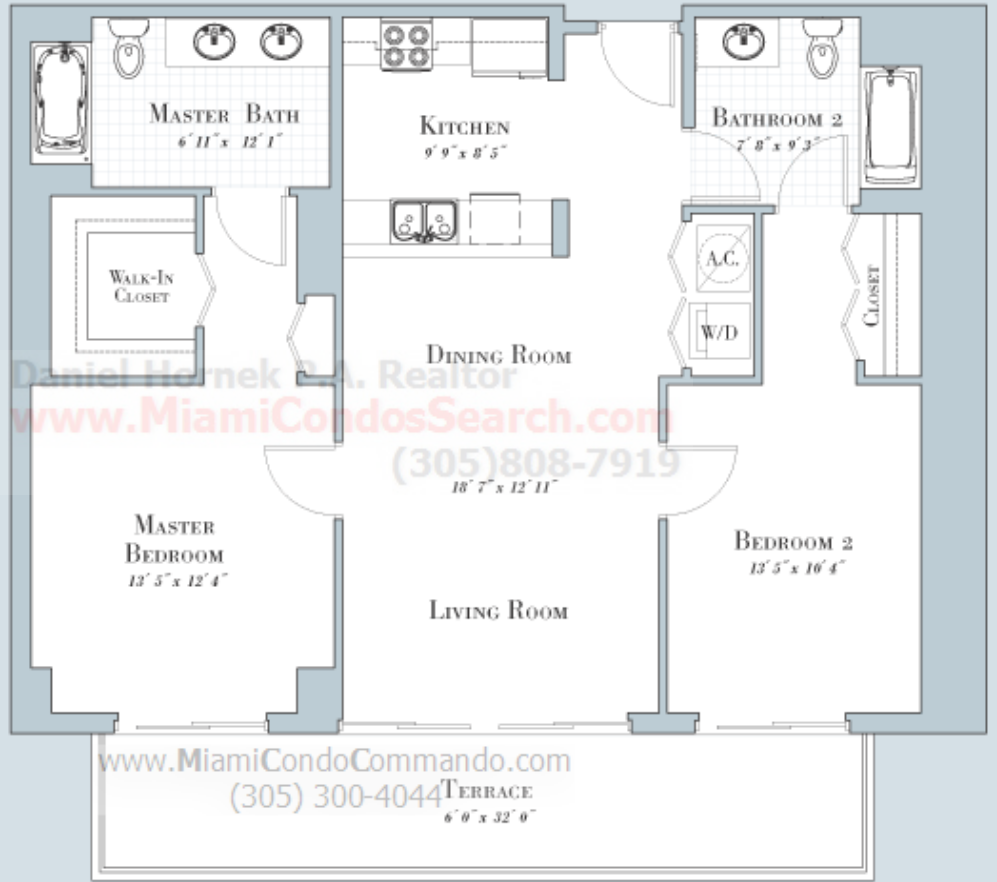 Master Bath
6' 11" x 12' 1"
Kitchen
9' 9" x 8' 5"
Bathroom 2
7' 8" x 9' 3"
Walk-In
Closet
A.C.
W/D
Closet
Dining Room
Daniel Hornek P.A. Realtor
www.MiamiCondosSearch.com
(305)808-7919
18' 7" x 12' 11"
Master
Bedroom
13' 5" x 12' 4"
Bedroom 2
13' 5" x 10' 4"
Living Room
www.MiamiCondoCommando.com
(305) 300-4044
Terrace
6' 0" x 32' 0"